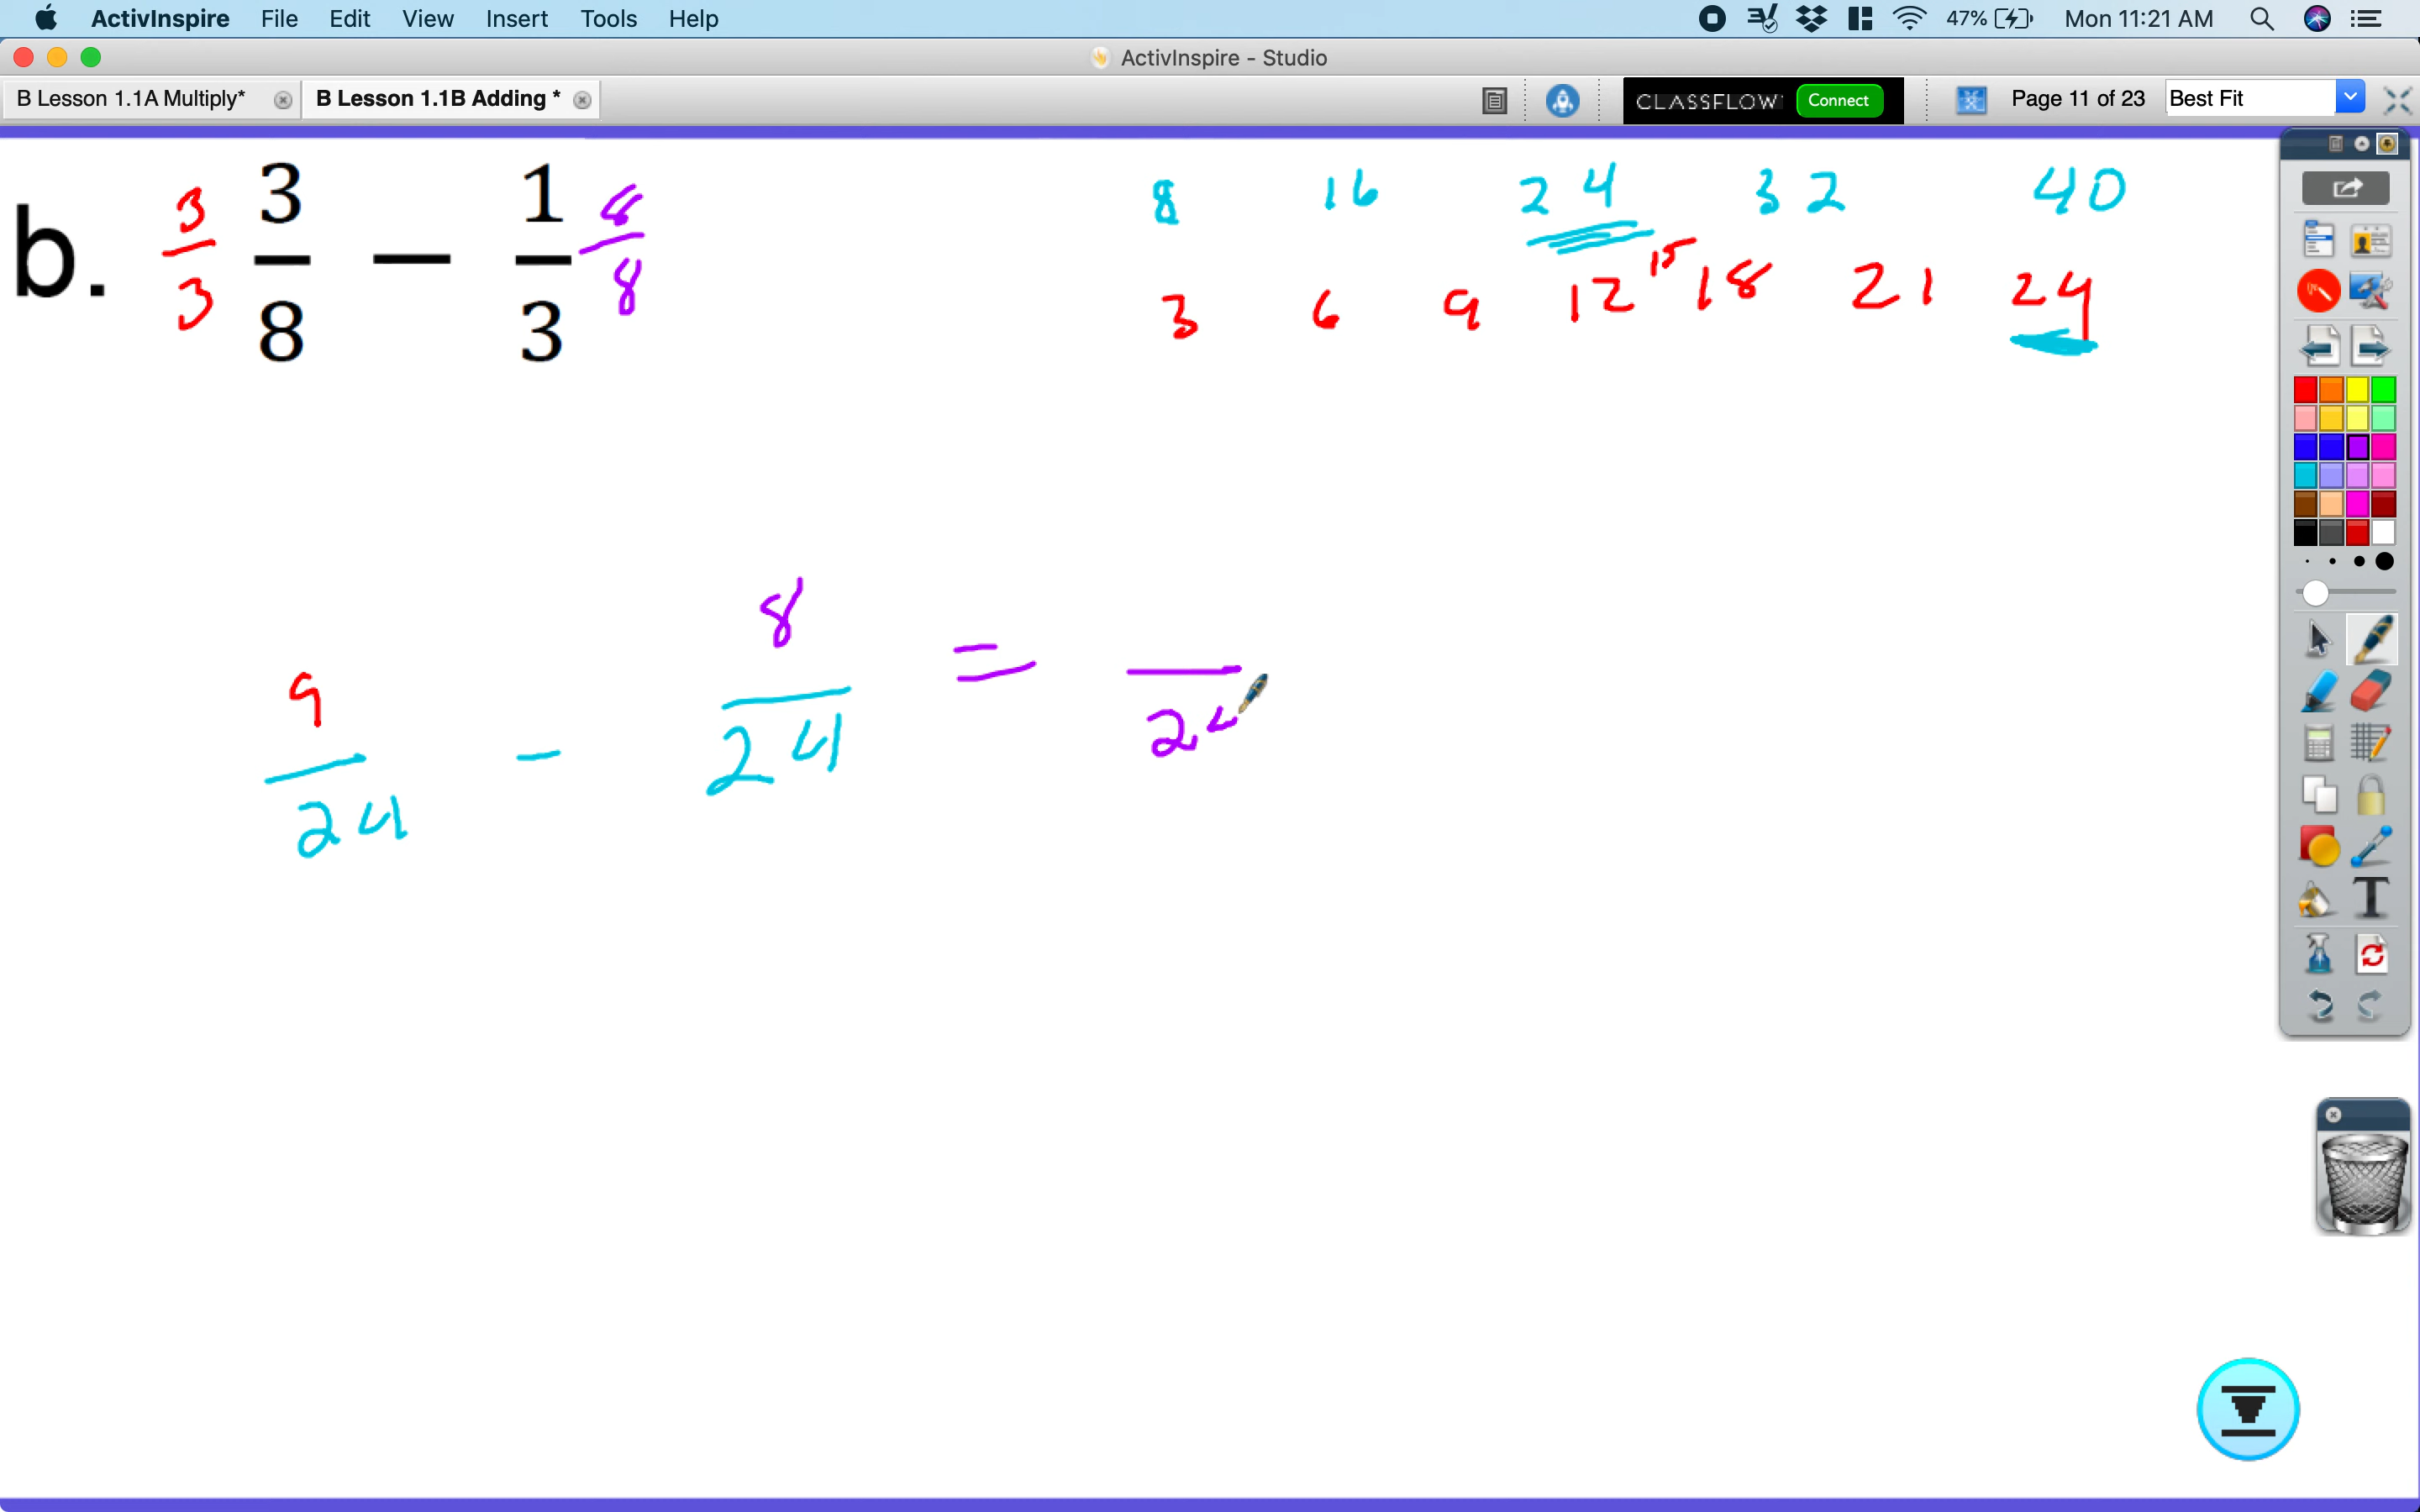 ActivInspire File Edit View Insert Tools Help 47% Mon 11:21 AM
ActivInspire - Studio
B Lesson 1.1A Multiply* B Lesson 1.1B Adding * CLASSFLOW Connect Page 11 of 23 Best Fit
8 16 24 32 40
b. 3/3 3/8 − 1/3 8/8
3 6 9 12 15 18 21 24
9/24 - 8/24 = /24
T